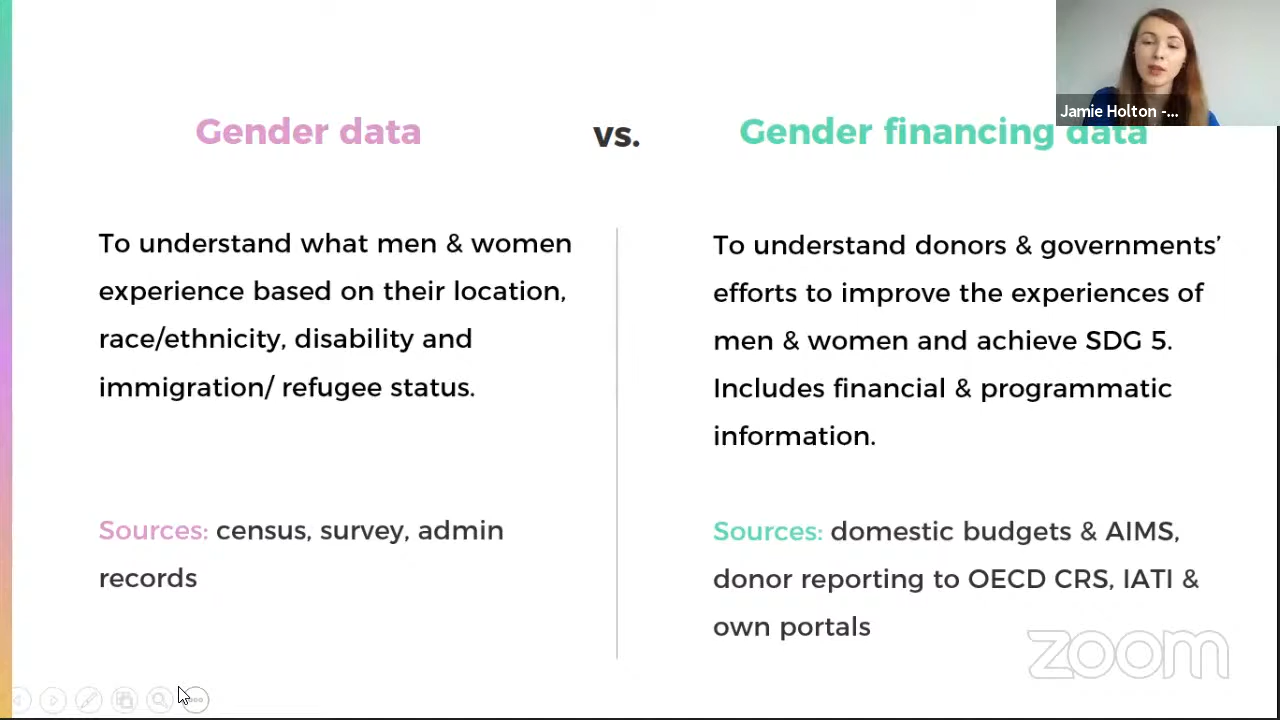 Jamie Holton -...
Gender data
vs.
Gender financing data
To understand what men & women
experience based on their location,
race/ethnicity, disability and
immigration/ refugee status.
Sources: census, survey, admin
records
To understand donors & governments’
efforts to improve the experiences of
men & women and achieve SDG 5.
Includes financial & programmatic
information.
Sources: domestic budgets & AIMS,
donor reporting to OECD CRS, IATI &
own portals
zoom